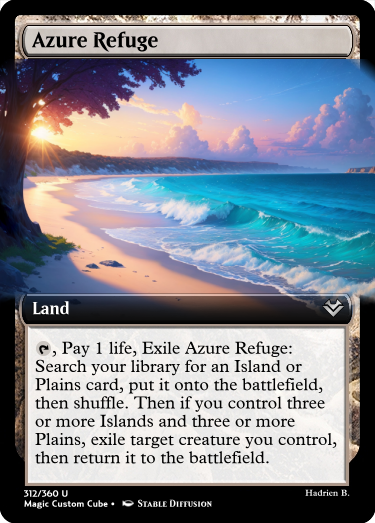 Azure Refuge
Land
, Pay 1 life, Exile Azure Refuge:
Search your library for an Island or
Plains card, put it onto the battlefield,
then shuffle. Then if you control three
or more Islands and three or more
Plains, exile target creature you control,
then return it to the battlefield.
312/360 U
Hadrien B.
Magic Custom Cube • Stable Diffusion